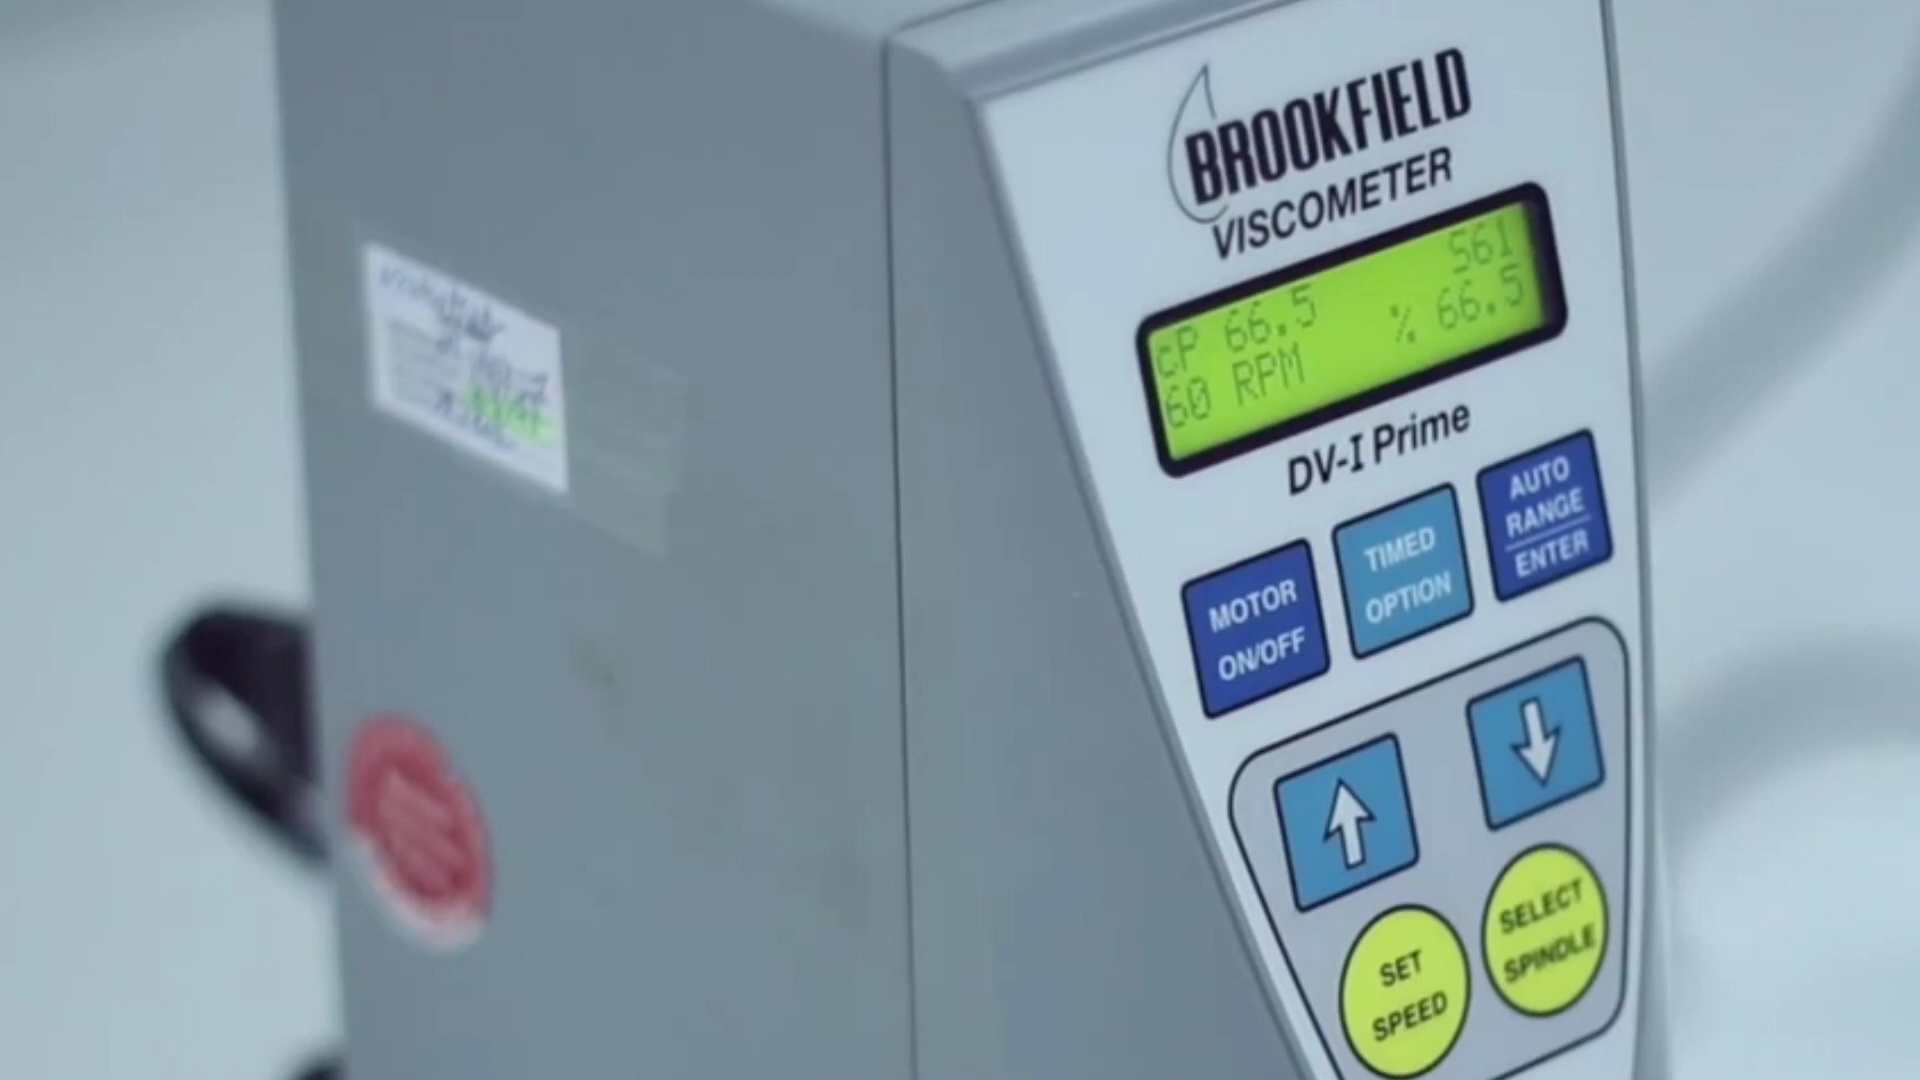 BROOKFIELD
VISCOMETER
S61
cP 66.5 % 66.5
60 RPM
DV-I Prime
MOTOR
ON/OFF
TIMED
OPTION
AUTO
RANGE
ENTER
SET
SPEED
SELECT
SPINDLE